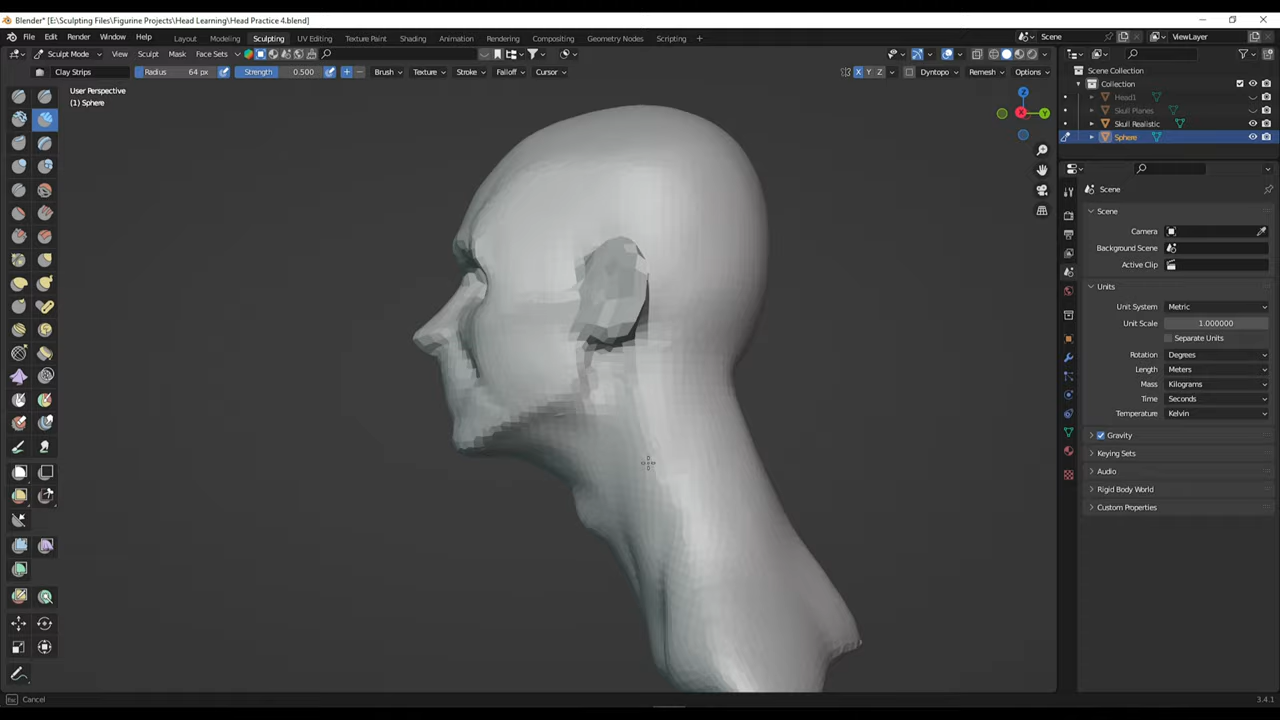 Blender* [E:\Sculpting Files\Figurine Projects\Head Learning\Head Practice 4.blend]
File Edit Render Window Help Layout Modeling Sculpting UV Editing Texture Paint Shading Animation Rendering Compositing Geometry Nodes Scripting Scene ViewLayer
Sculpt Mode View Sculpt Mask Face Sets
Clay Strips Radius 64 px Strength 0.500 Brush Texture Stroke Falloff Cursor X Y Z Dyntopo Remesh Options
User Perspective
(1) Sphere
Z
Y
X
Scene Collection
Collection
Head1
Skull Planes
Skull Realistic
Sphere
Scene
Scene
Camera
Background Scene
Active Clip
Units
Unit System Metric
Unit Scale 1.000000
Separate Units
Rotation Degrees
Length Meters
Mass Kilograms
Time Seconds
Temperature Kelvin
Gravity
Keying Sets
Audio
Rigid Body World
Custom Properties
Cancel
3.4.1